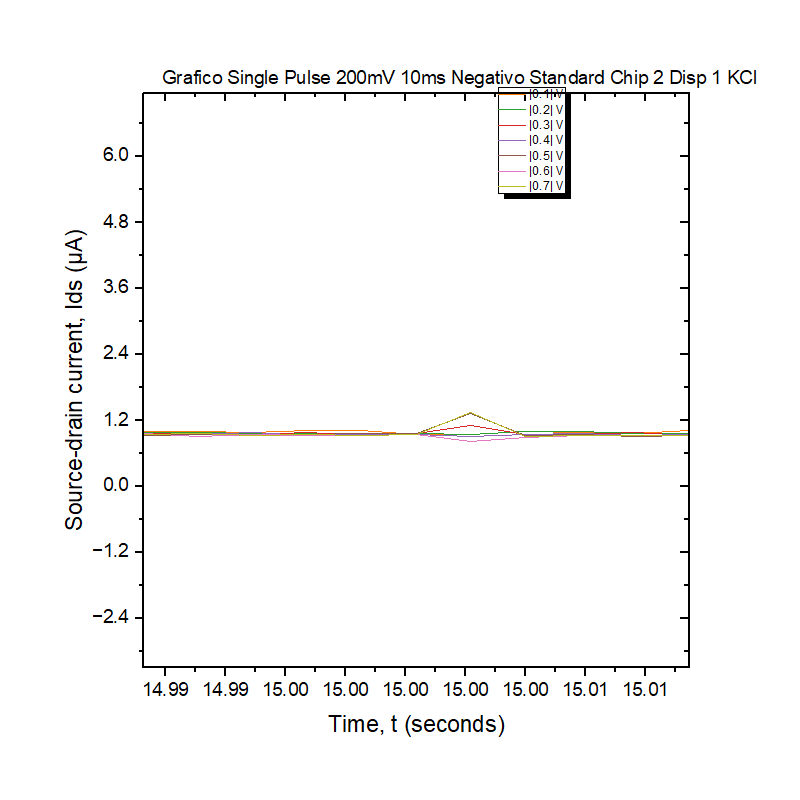 Grafico Single Pulse 200mV 10ms Negativo Standard Chip 2 Disp 1 KCl
|0.1| V
|0.2| V
|0.3| V
|0.4| V
|0.5| V
|0.6| V
|0.7| V
6.0
4.8
3.6
2.4
1.2
0.0
−1.2
−2.4
Source-drain current, Ids (µA)
14.99 14.99 15.00 15.00 15.00 15.00 15.00 15.01 15.01
Time, t (seconds)